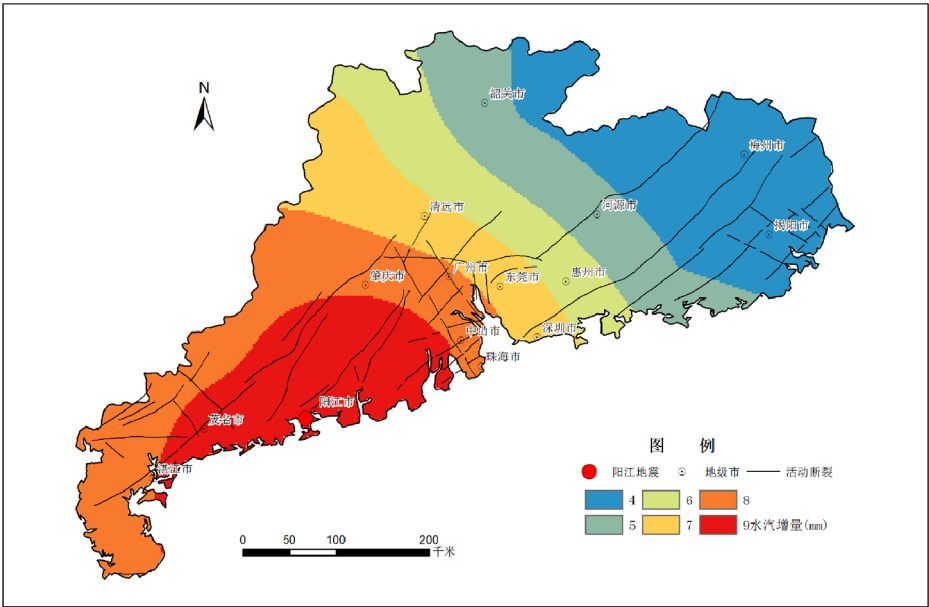 N
韶关市
梅州市
清远市
河源市
揭阳市
肇庆市
广州市
东莞市
惠州市
中山市
深圳市
珠海市
阳江市
茂名市
湛江市
图 例
阳江地震 地级市 活动断裂
4 6 8
5 7 9水汽增量(mm)
0 50 100 200
千米